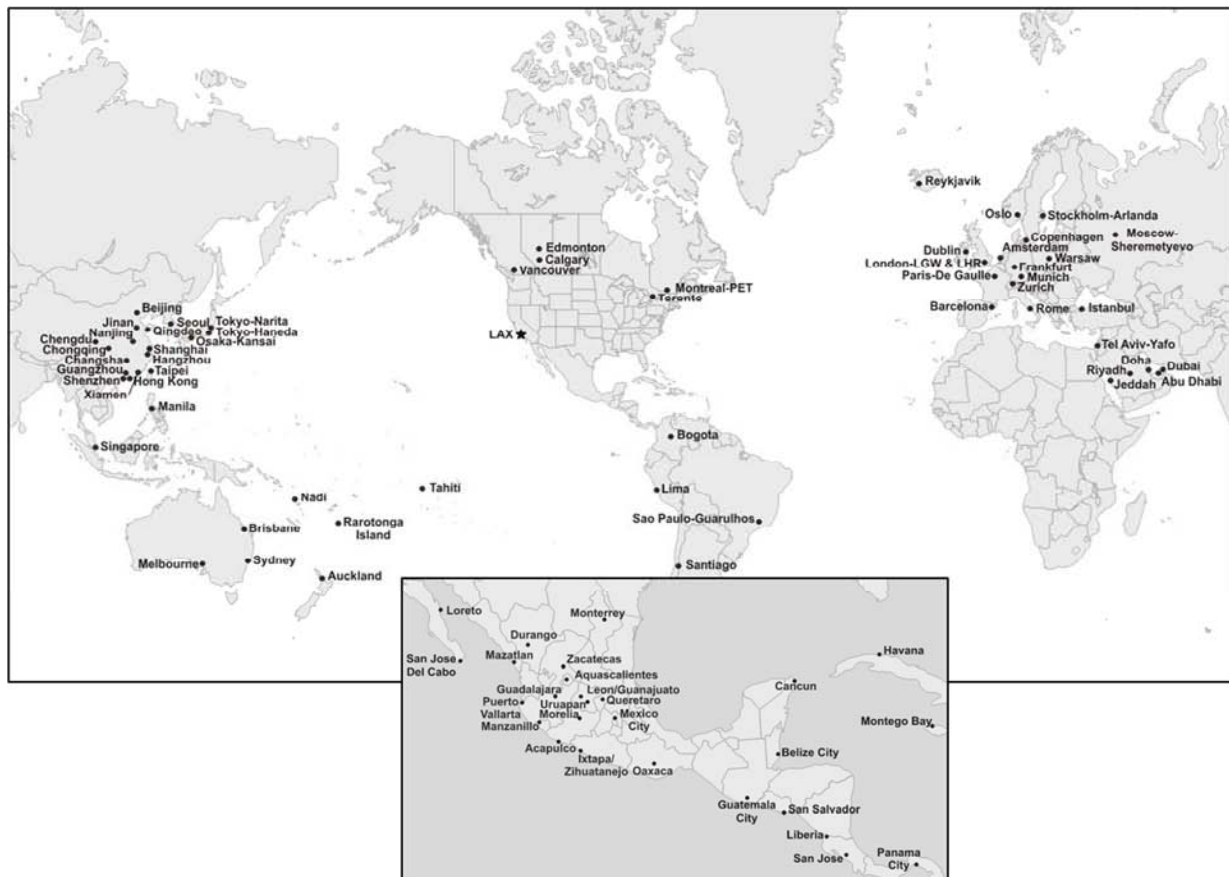 Reykjavik
Oslo
Stockholm-Arlanda
Copenhagen
Moscow-
Sheremetyevo
Dublin
Amsterdam
London-LGW & LHR
Warsaw
Frankfurt
Paris-De Gaulle
Munich
Zurich
Barcelona
Rome
Istanbul
Tel Aviv-Yafo
Doha
Dubai
Riyadh
Abu Dhabi
Jeddah
Edmonton
Calgary
Vancouver
Montreal-PET
Toronto
LAX
Beijing
Jinan
Seoul
Tokyo-Narita
Nanjing
Qingdao
Tokyo-Haneda
Chengdu
Osaka-Kansai
Chongqing
Shanghai
Changsha
Hangzhou
Guangzhou
Taipei
Shenzhen
Hong Kong
Xiamen
Manila
Singapore
Bogota
Lima
Sao Paulo-Guarulhos
Santiago
Tahiti
Nadi
Rarotonga
Island
Brisbane
Melbourne
Sydney
Auckland
Loreto
Monterrey
Durango
Mazatlan
San Jose
Del Cabo
Zacatecas
Aquascalientes
Guadalajara
Leon/Guanajuato
Puerto
Vallarta
Uruapan
Queretaro
Morelia
Mexico
City
Manzanillo
Acapulco
Ixtapa/
Zihuatanejo
Oaxaca
Havana
Cancun
Montego Bay
Belize City
Guatemala
City
San Salvador
Liberia
San Jose
Panama
City